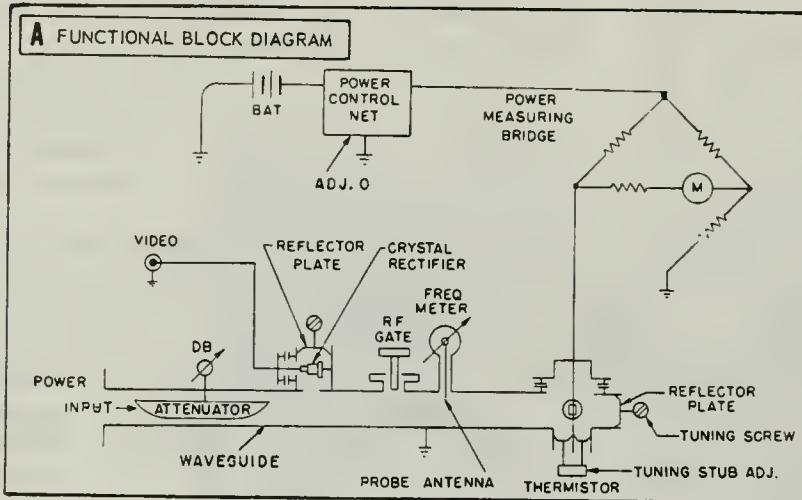 A FUNCTIONAL BLOCK DIAGRAM
BAT
POWER
CONTROL
NET
POWER
MEASURING
BRIDGE
ADJ. O
M
VIDEO
REFLECTOR
PLATE
CRYSTAL
RECTIFIER
FREQ
METER
RF
GATE
DB
POWER
INPUT
ATTENUATOR
REFLECTOR
PLATE
TUNING SCREW
WAVEGUIDE
PROBE ANTENNA
THERMISTOR
TUNING STUB ADJ.